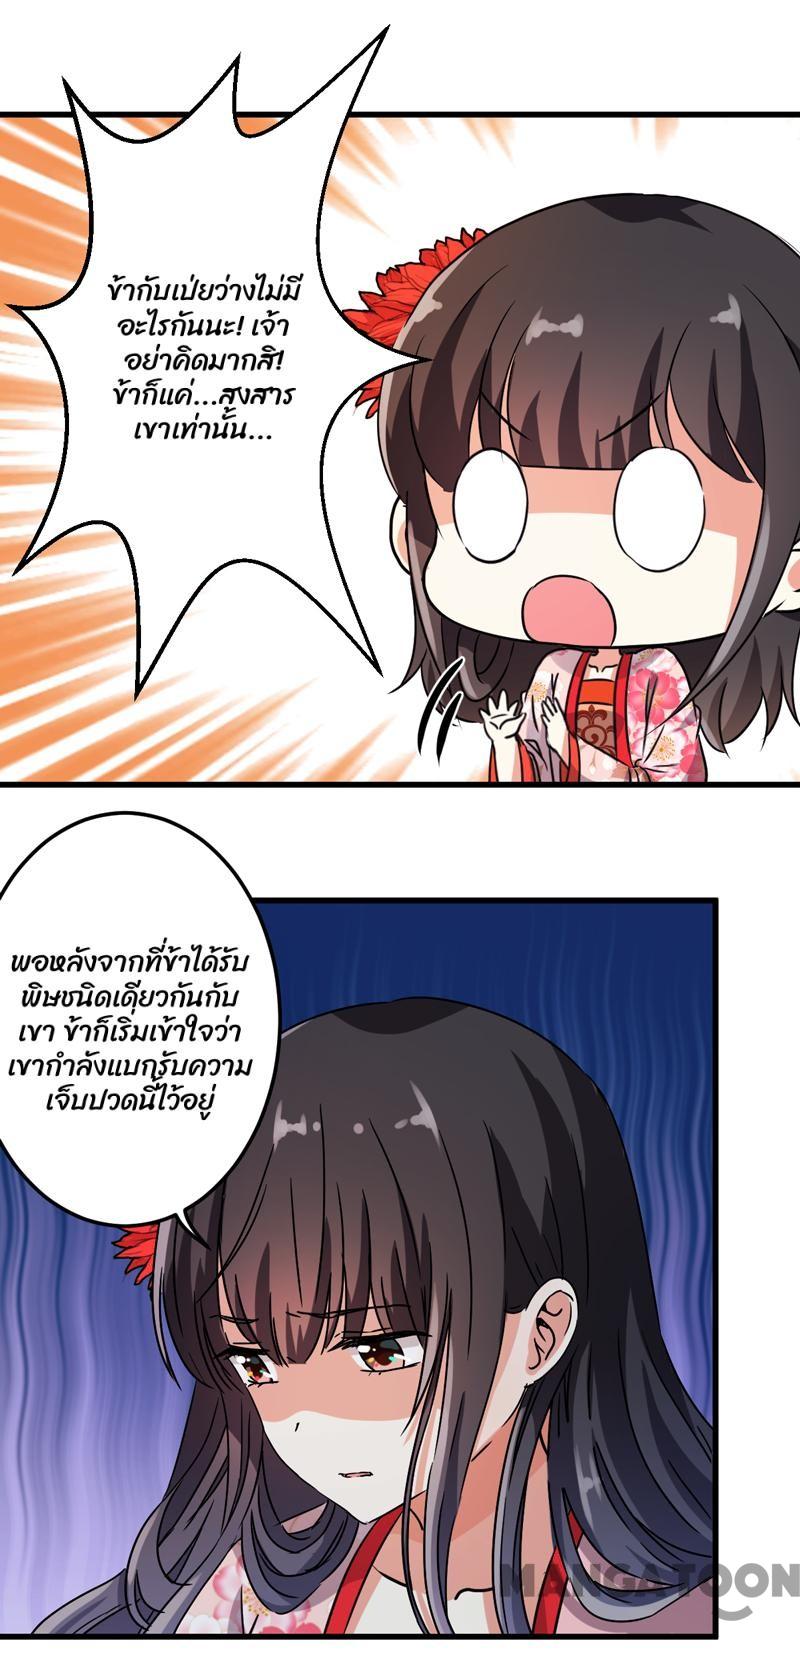 ข้ากับเป่ยว่างไม่มี
อะไรกันนะ! เจ้า
อย่าคิดมากสิ!
ข้าก็แค่...สงสาร
เขาเท่านั้น...
พอหลังจากที่ข้าได้รับ
พิษชนิดเดียวกันกับ
เขา ข้าก็เริ่มเข้าใจว่า
เขากำลังแบกรับความ
เจ็บปวดนี้ไว้อยู่
MANGATOON